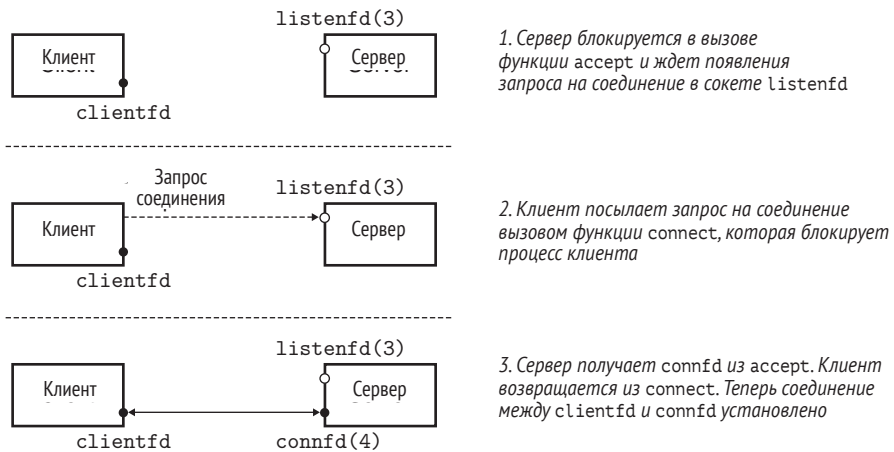 listenfd(3)
Клиент
Сервер
clientfd
1. Сервер блокируется в вызове
функции accept и ждет появления
запроса на соединение в сокете listenfd
Запрос
соединения
listenfd(3)
Клиент
Сервер
clientfd
2. Клиент посылает запрос на соединение
вызовом функции connect, которая блокирует
процесс клиента
listenfd(3)
Клиент
Сервер
clientfd
connfd(4)
3. Сервер получает connfd из accept. Клиент
возвращается из connect. Теперь соединение
между clientfd и connfd установлено